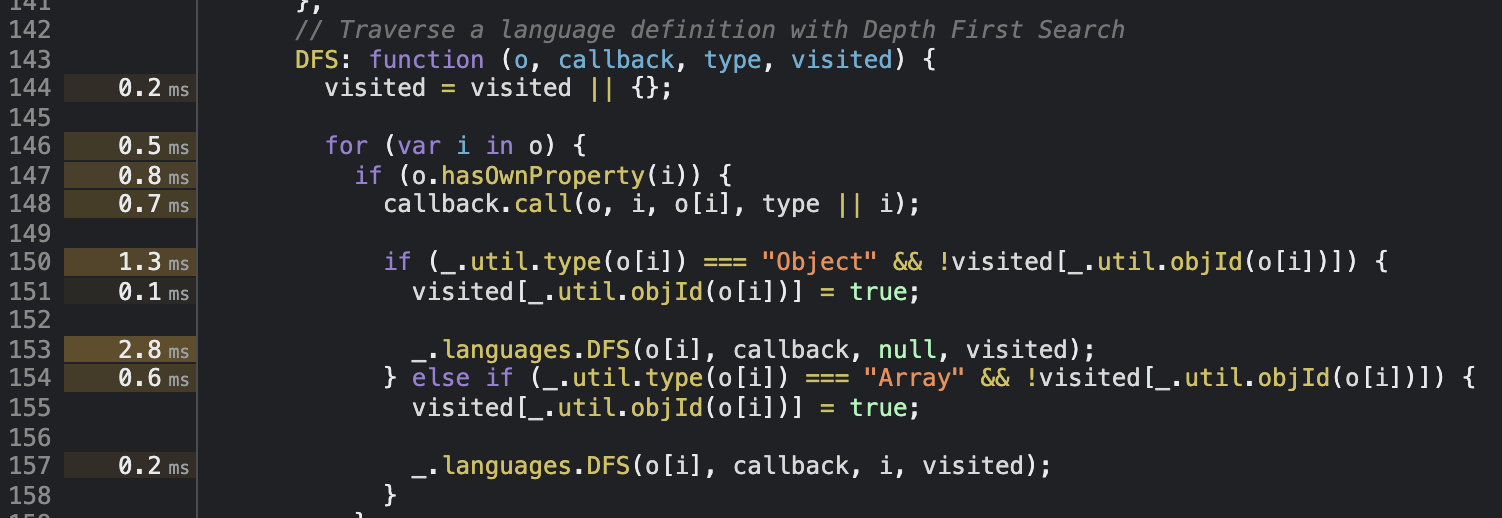 141 },
142 // Traverse a language definition with Depth First Search
143 DFS: function (o, callback, type, visited) {
144 0.2 ms visited = visited || {};
145
146 0.5 ms for (var i in o) {
147 0.8 ms if (o.hasOwnProperty(i)) {
148 0.7 ms callback.call(o, i, o[i], type || i);
149
150 1.3 ms if (_.util.type(o[i]) === "Object" && !visited[_.util.objId(o[i])]) {
151 0.1 ms visited[_.util.objId(o[i])] = true;
152
153 2.8 ms _.languages.DFS(o[i], callback, null, visited);
154 0.6 ms } else if (_.util.type(o[i]) === "Array" && !visited[_.util.objId(o[i])]) {
155 visited[_.util.objId(o[i])] = true;
156
157 0.2 ms _.languages.DFS(o[i], callback, i, visited);
158 }
159 }